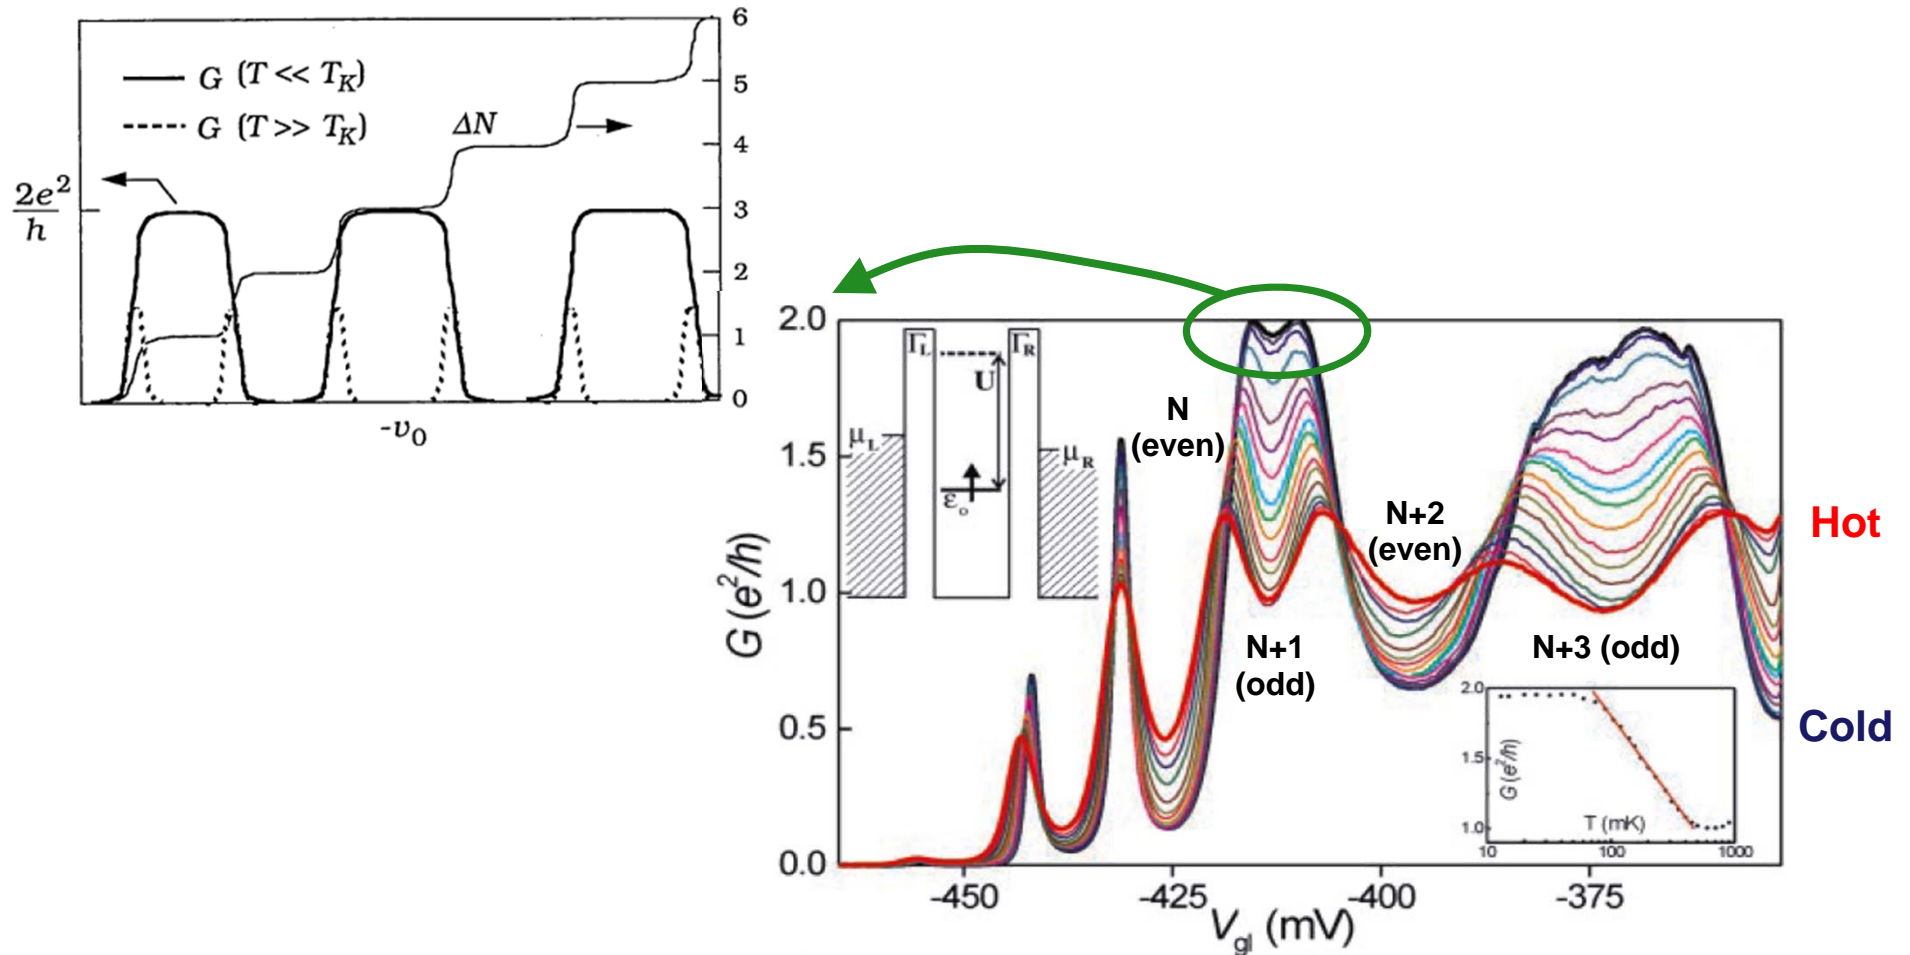 G (T << T_K)
G (T >> T_K)
ΔN
2e²
h
6
5
4
3
2
1
0
-v₀
2.0
1.5
1.0
0.5
0.0
G (e²/h)
-450
-425
-400
-375
V_gl (mV)
Γ_L
Γ_R
U
μ_L
μ_R
ε_o
N
(even)
N+1
(odd)
N+2
(even)
N+3 (odd)
Hot
Cold
2.0
1.5
1.0
G (e²/h)
T (mK)
10
100
1000